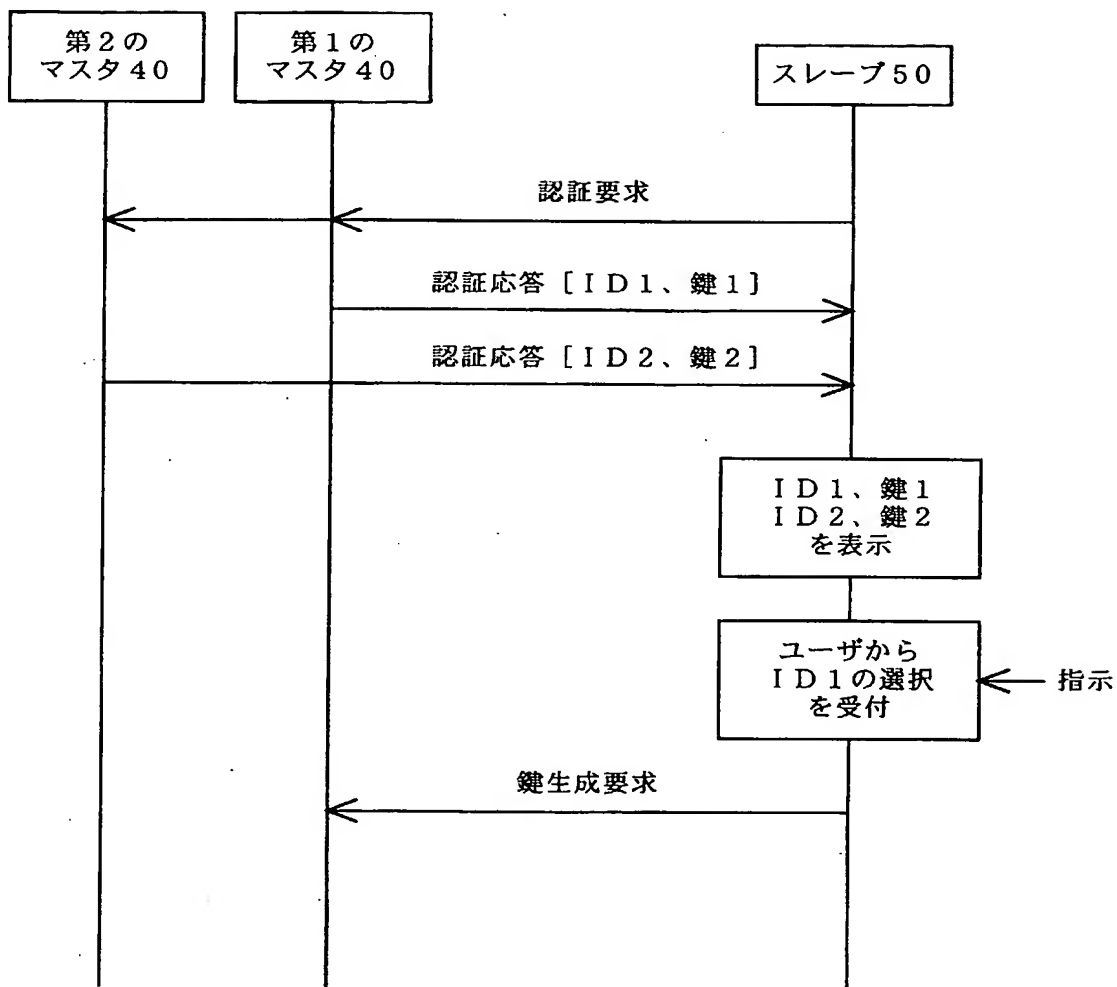 第2の
マスタ40
第1の
マスタ40
スレーブ50
認証要求
認証応答［ID1、鍵1］
認証応答［ID2、鍵2］
ID1、鍵1
ID2、鍵2
を表示
ユーザから
ID1の選択
を受付
指示
鍵生成要求